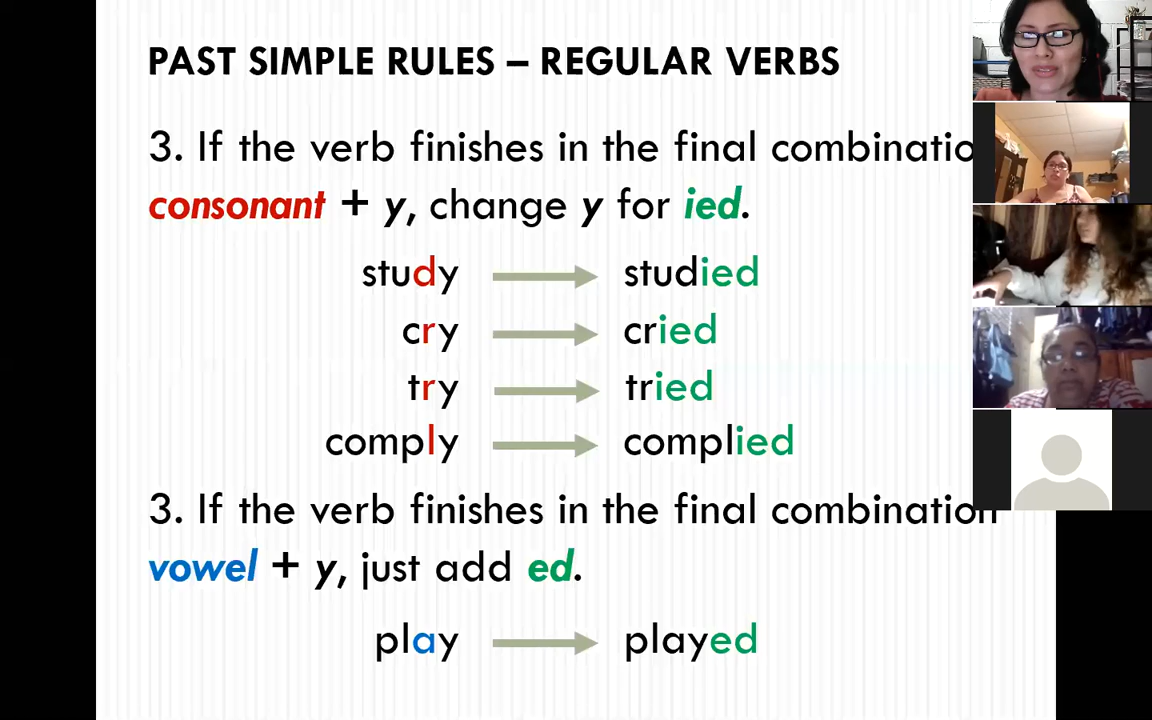 PAST SIMPLE RULES – REGULAR VERBS
3. If the verb finishes in the final combinatio
consonant + y, change y for ied.
study studied
cry cried
try tried
comply complied
3. If the verb finishes in the final combination
vowel + y, just add ed.
play played